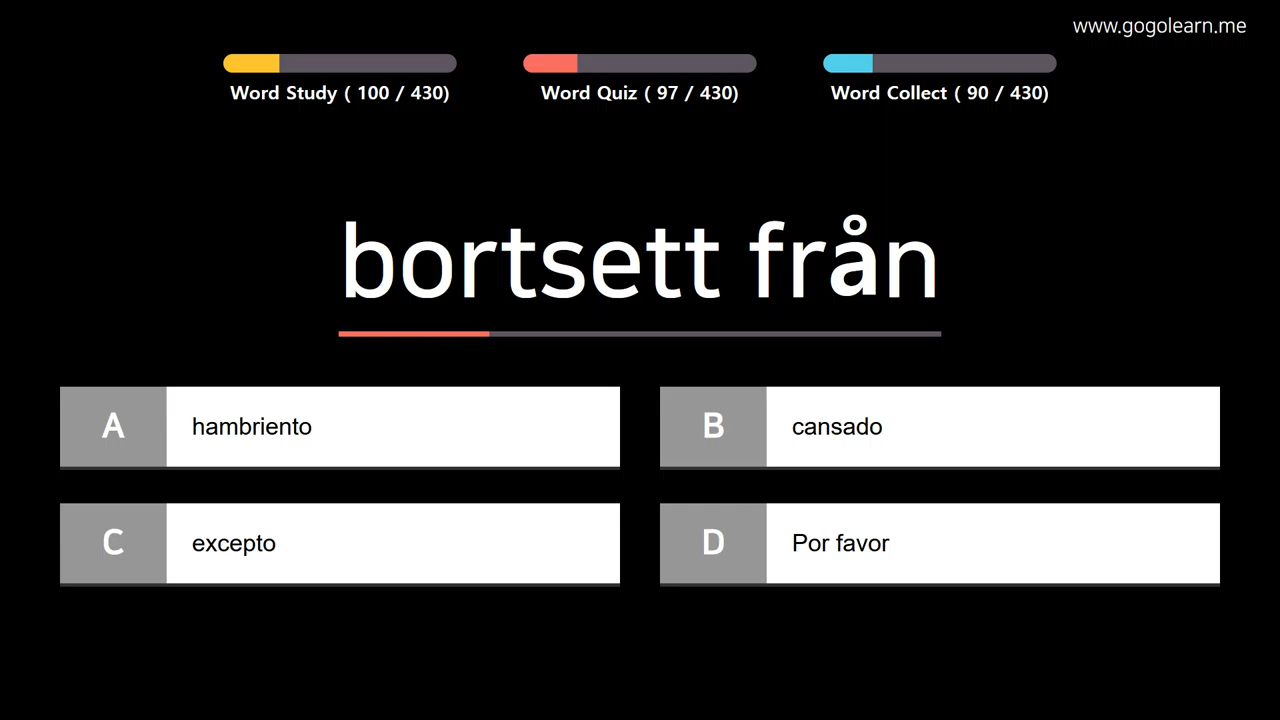 www.gogolearn.me
Word Study ( 100 / 430)
Word Quiz ( 97 / 430)
Word Collect ( 90 / 430)
bortsett från
A
hambriento
B
cansado
C
excepto
D
Por favor